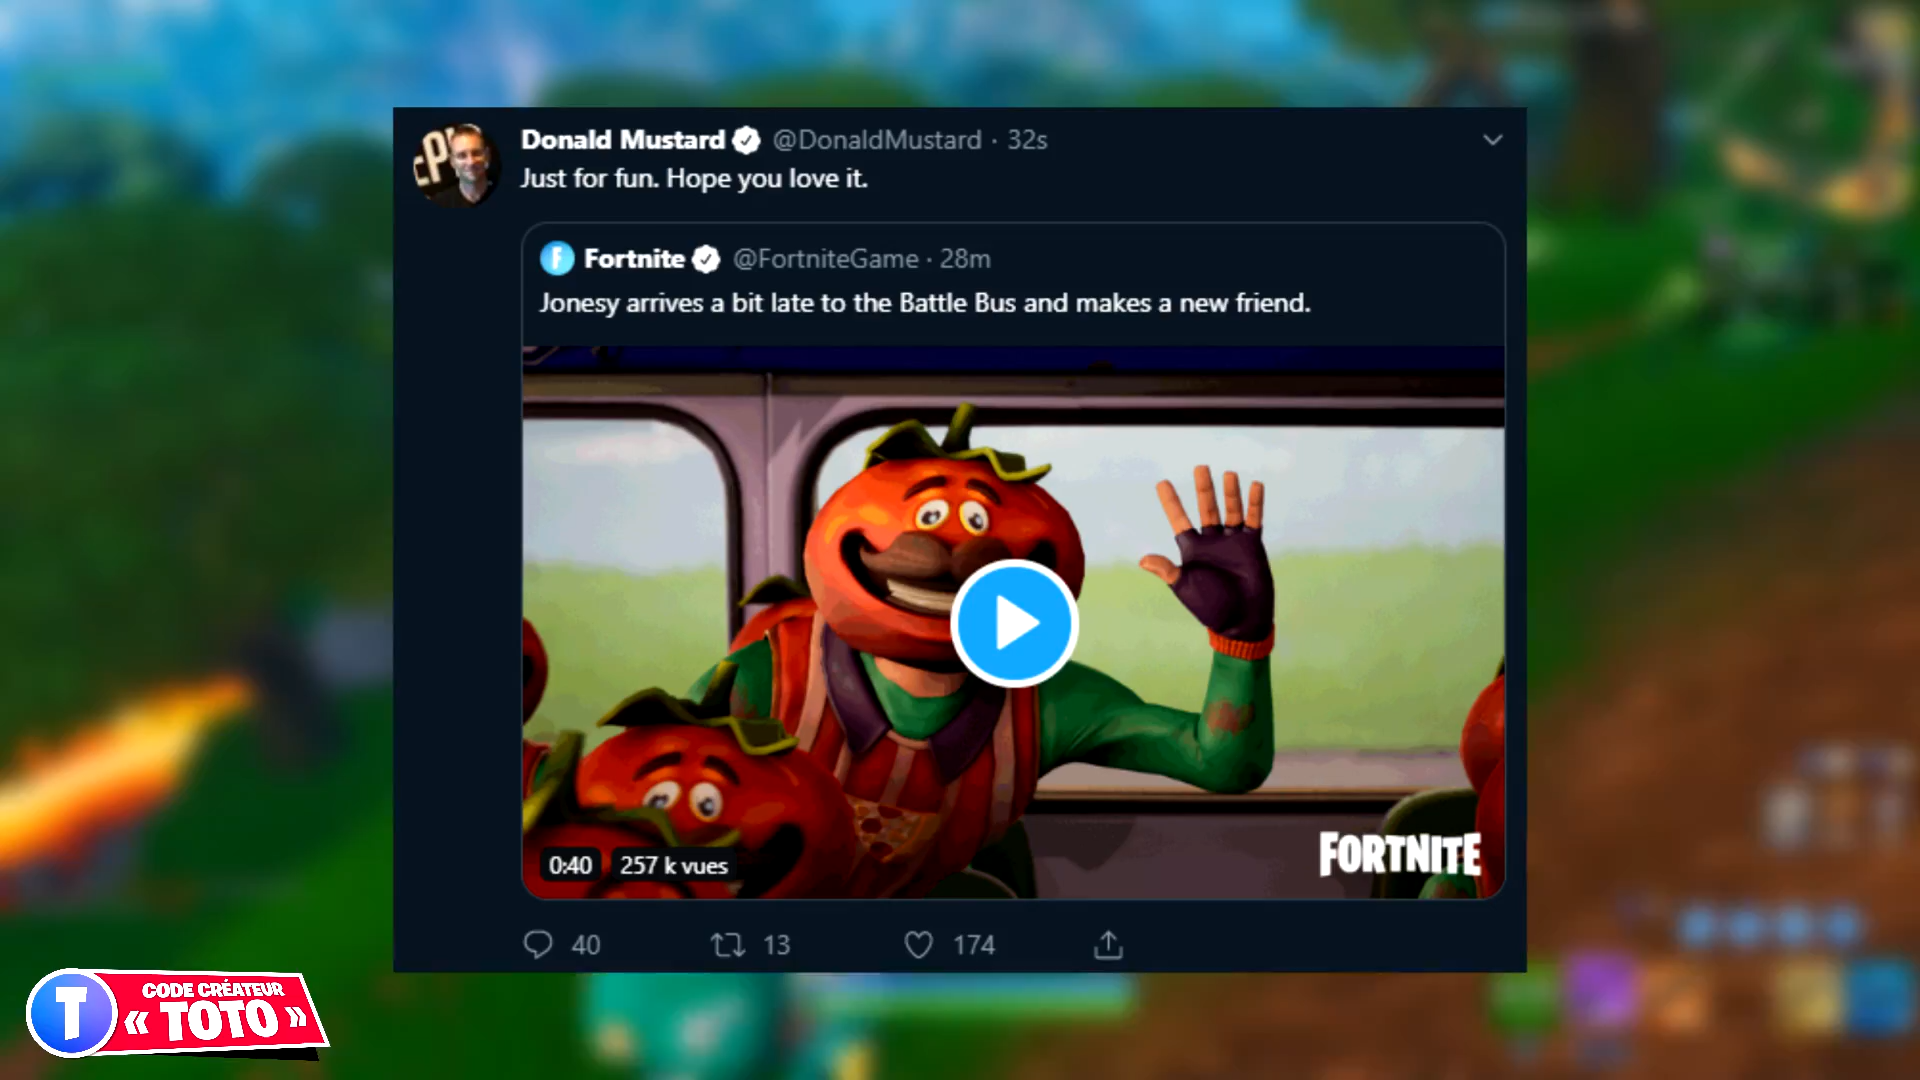 Donald Mustard @DonaldMustard · 32s
Just for fun. Hope you love it.
Fortnite @FortniteGame · 28m
Jonesy arrives a bit late to the Battle Bus and makes a new friend.
0:40 257 k vues
FORTNITE
40 13 174
T
CODE CRÉATEUR
« TOTO »